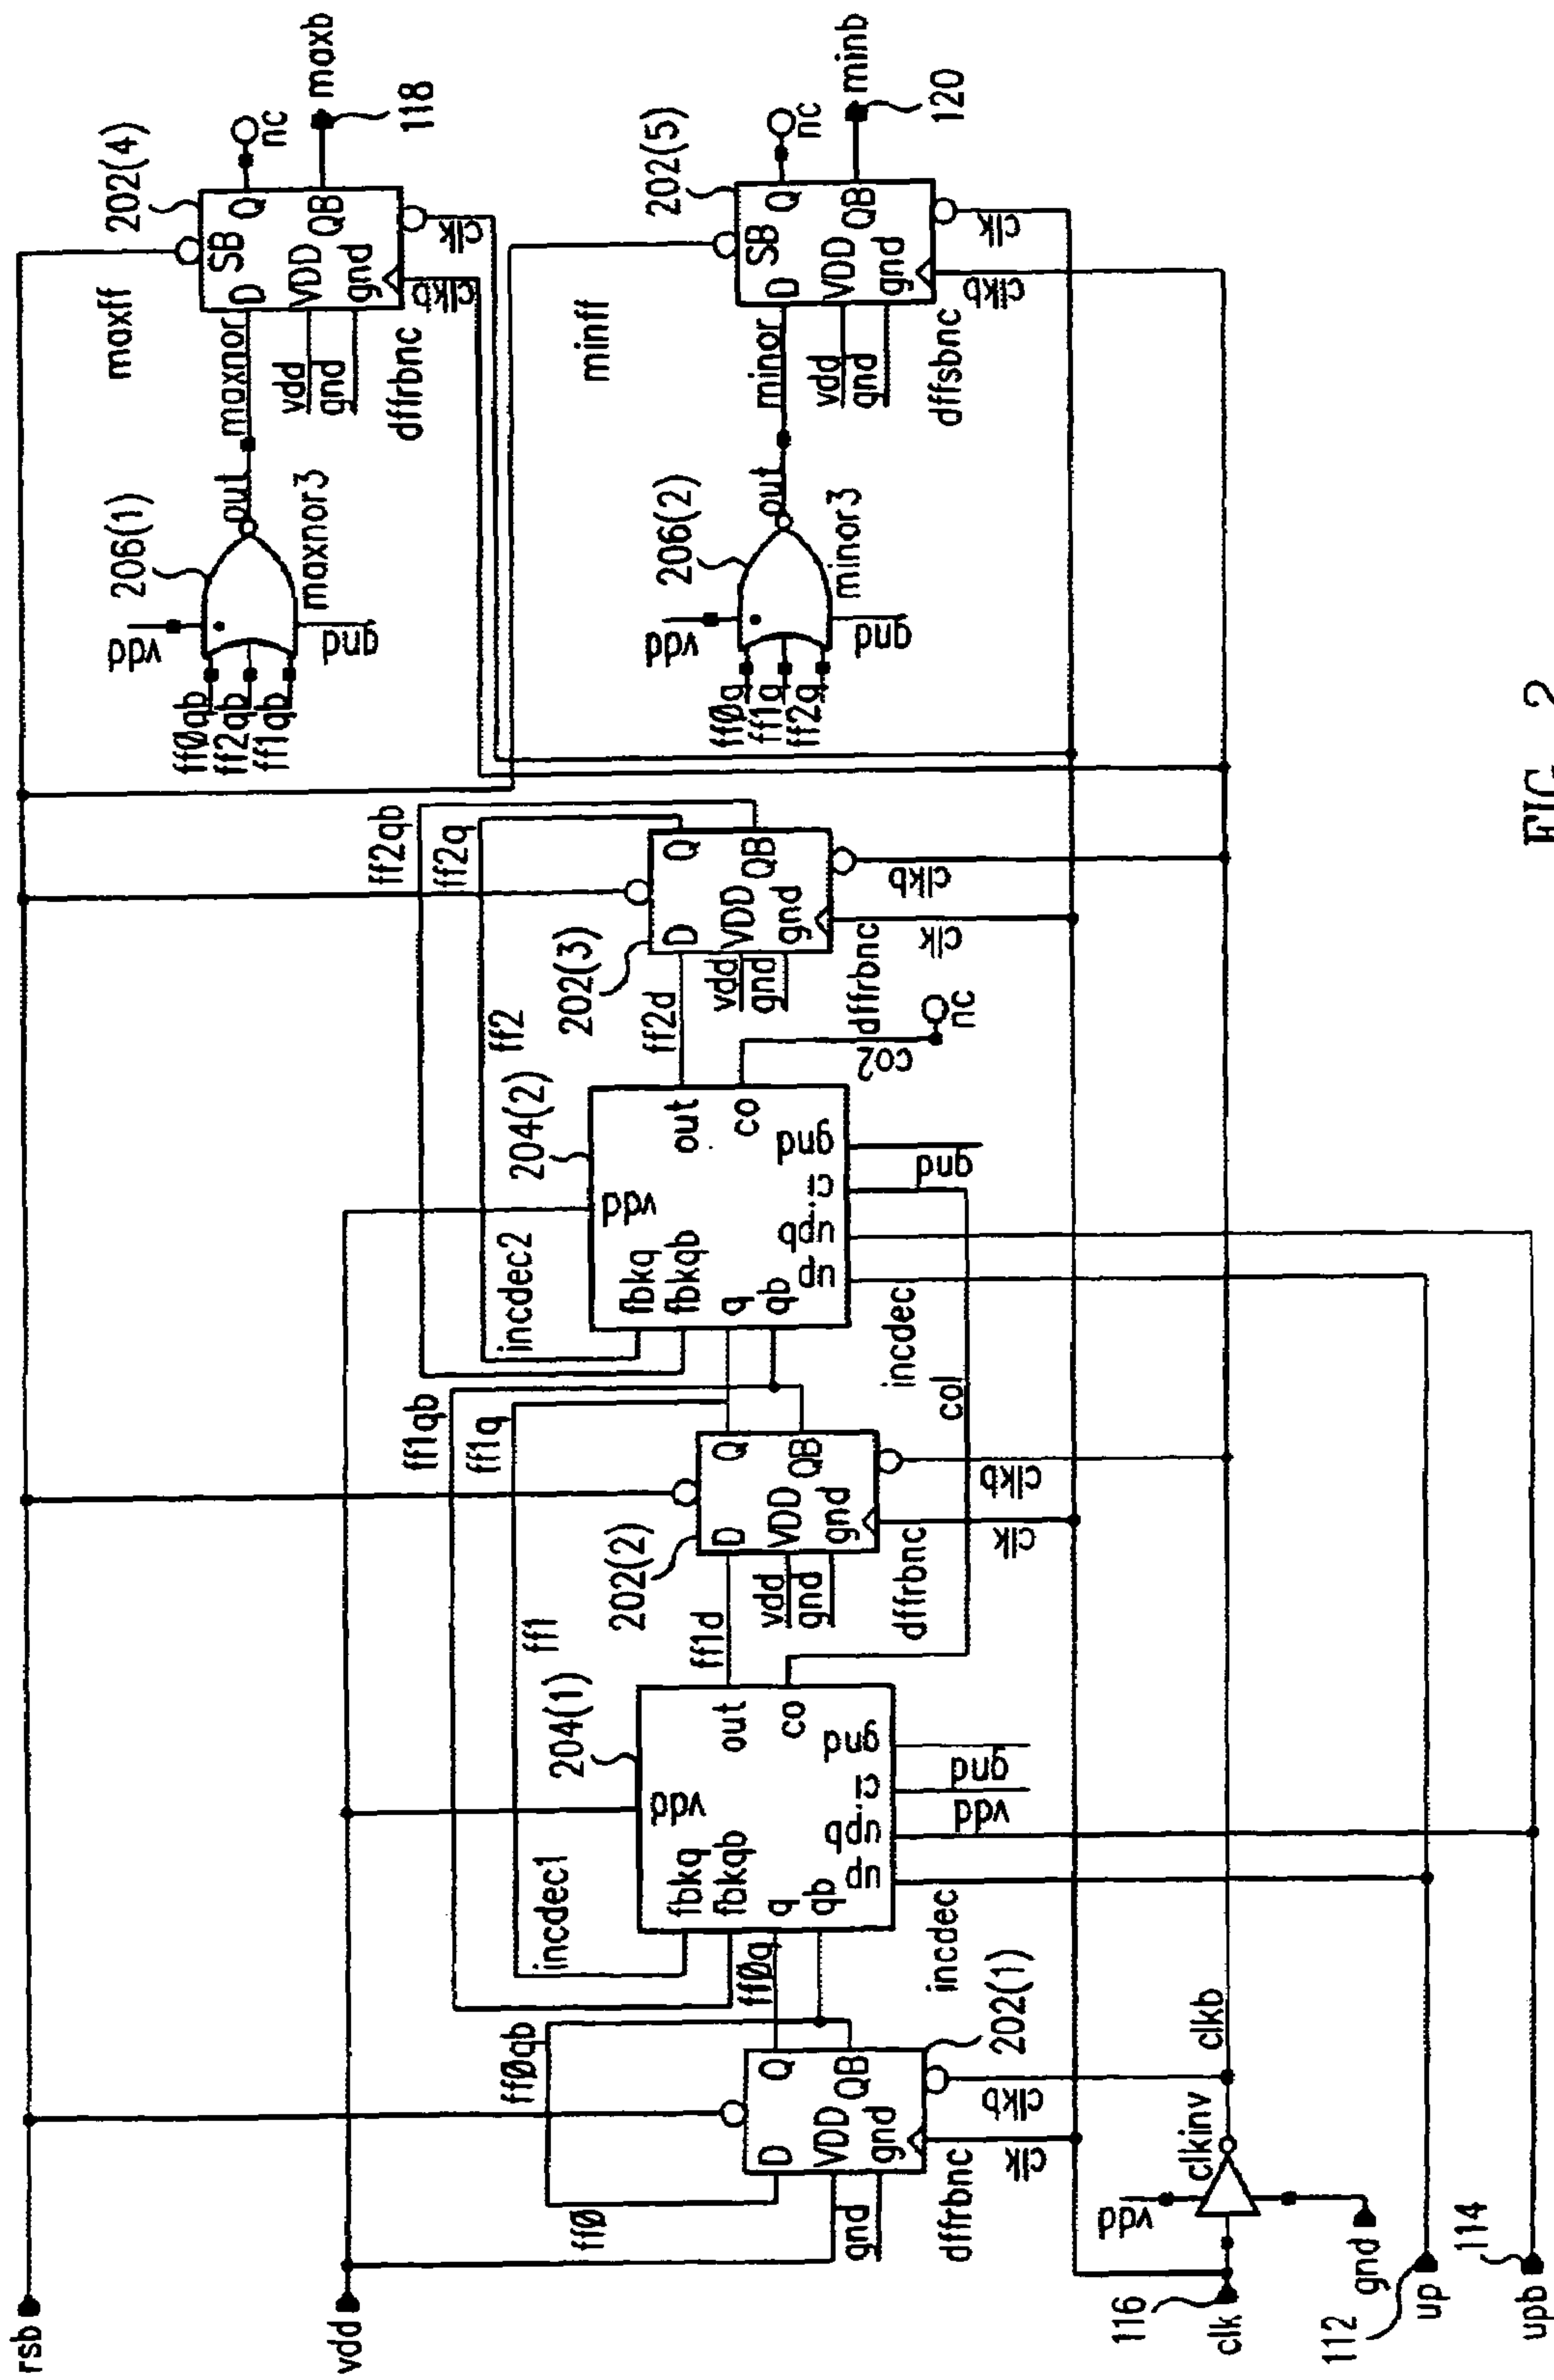 rsb
vdd
ff0
ff0qb
D
Q
VDD
QB
gnd
gnd
dffrbnc
202(1)
clk
clkb
ff0q
incdec1
204(1)
vdd
fbkq
fbkqb
q
qb
up
upb
ci
gnd
out
co
incdec
vdd
gnd
ff1
ff1d
202(2)
D
Q
VDD
QB
gnd
vdd
gnd
dffrbnc
clk
clkb
ff1qb
ff1q
incdec2
204(2)
vdd
fbkq
fbkqb
q
qb
up
upb
ci
gnd
out
co
incdec
col
gnd
ff2
ff2d
202(3)
D
Q
VDD
QB
gnd
vdd
gnd
dffrbnc
co2
nc
clk
clkb
ff2qb
ff2q
206(1)
vdd
ff0qb
ff2qb
ff1qb
gnd
out
maxnor3
maxnor
maxff
202(4)
SB
D
Q
VDD
QB
gnd
vdd
gnd
dffrbnc
clkb
clk
nc
maxb
118
206(2)
vdd
ff0q
ff1q
ff2q
gnd
out
minor3
minor
minff
202(5)
SB
D
Q
VDD
QB
gnd
vdd
gnd
dffsbnc
clkb
clk
nc
minb
120
116
clk
vdd
clkinv
clkb
gnd
112
up
114
upb
FIG. 2